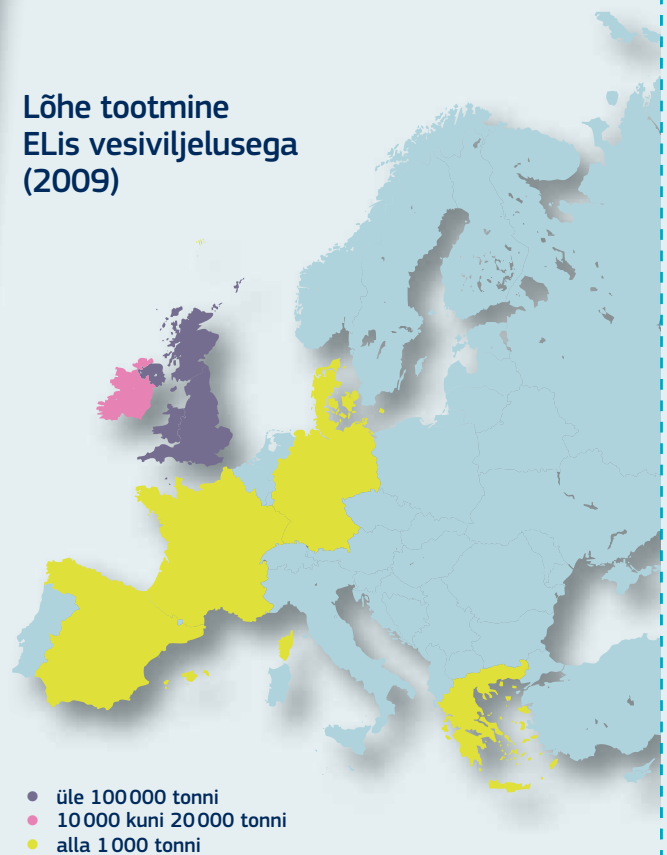 Lõhe tootmine
ELis vesiviljelusega
(2009)
üle 100 000 tonni
10 000 kuni 20 000 tonni
alla 1 000 tonni